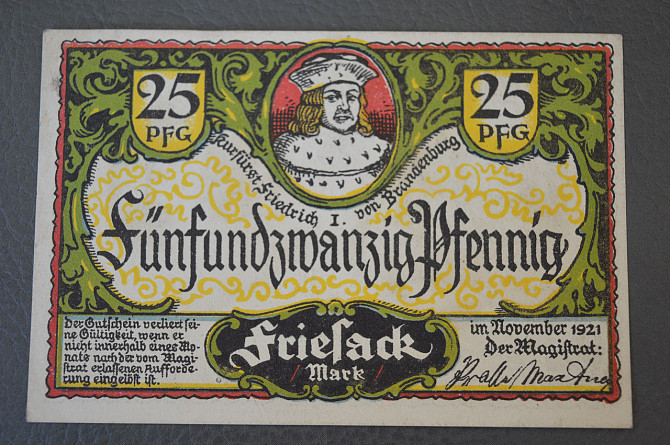 25
PFG
25
PFG
Kurfürst Friedrich I. von Brandenburg
Fünfundzwanzig Pfennig
Der Gutschein verliert sei-
ne Gültigkeit, wenn er
nicht innerhalb eines Mo-
nats nach der vom Magi-
strat erlassenen Aufforde-
rung eingelöst ist.
Friesack
/ Mark /
im November 1921
Der Magistrat: